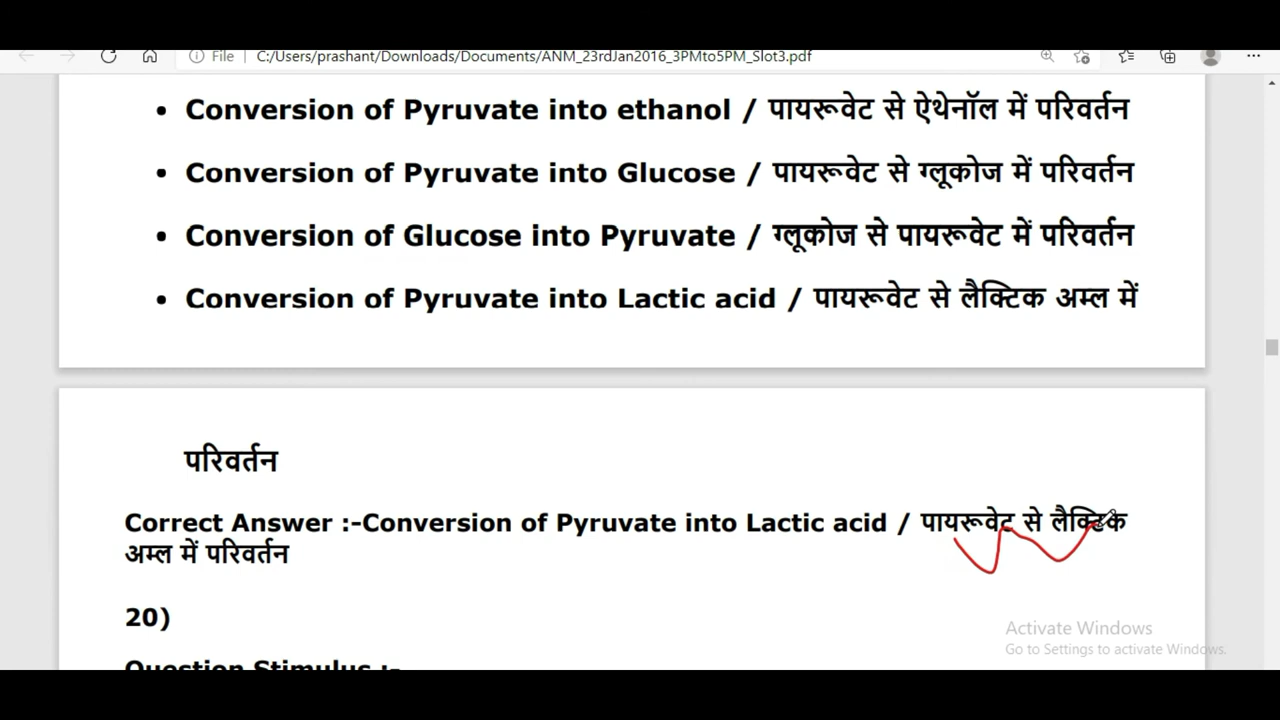 File C:/Users/prashant/Downloads/Documents/ANM_23rdJan2016_3PMto5PM_Slot3.pdf
• Conversion of Pyruvate into ethanol / पायरूवेट से ऐथेनॉल में परिवर्तन
• Conversion of Pyruvate into Glucose / पायरूवेट से ग्लूकोज में परिवर्तन
• Conversion of Glucose into Pyruvate / ग्लूकोज से पायरूवेट में परिवर्तन
• Conversion of Pyruvate into Lactic acid / पायरूवेट से लैक्टिक अम्ल में
परिवर्तन
Correct Answer :-Conversion of Pyruvate into Lactic acid / पायरूवेट से लैक्टिक
अम्ल में परिवर्तन
20)
Question Stimulus :-
Activate Windows
Go to Settings to activate Windows.